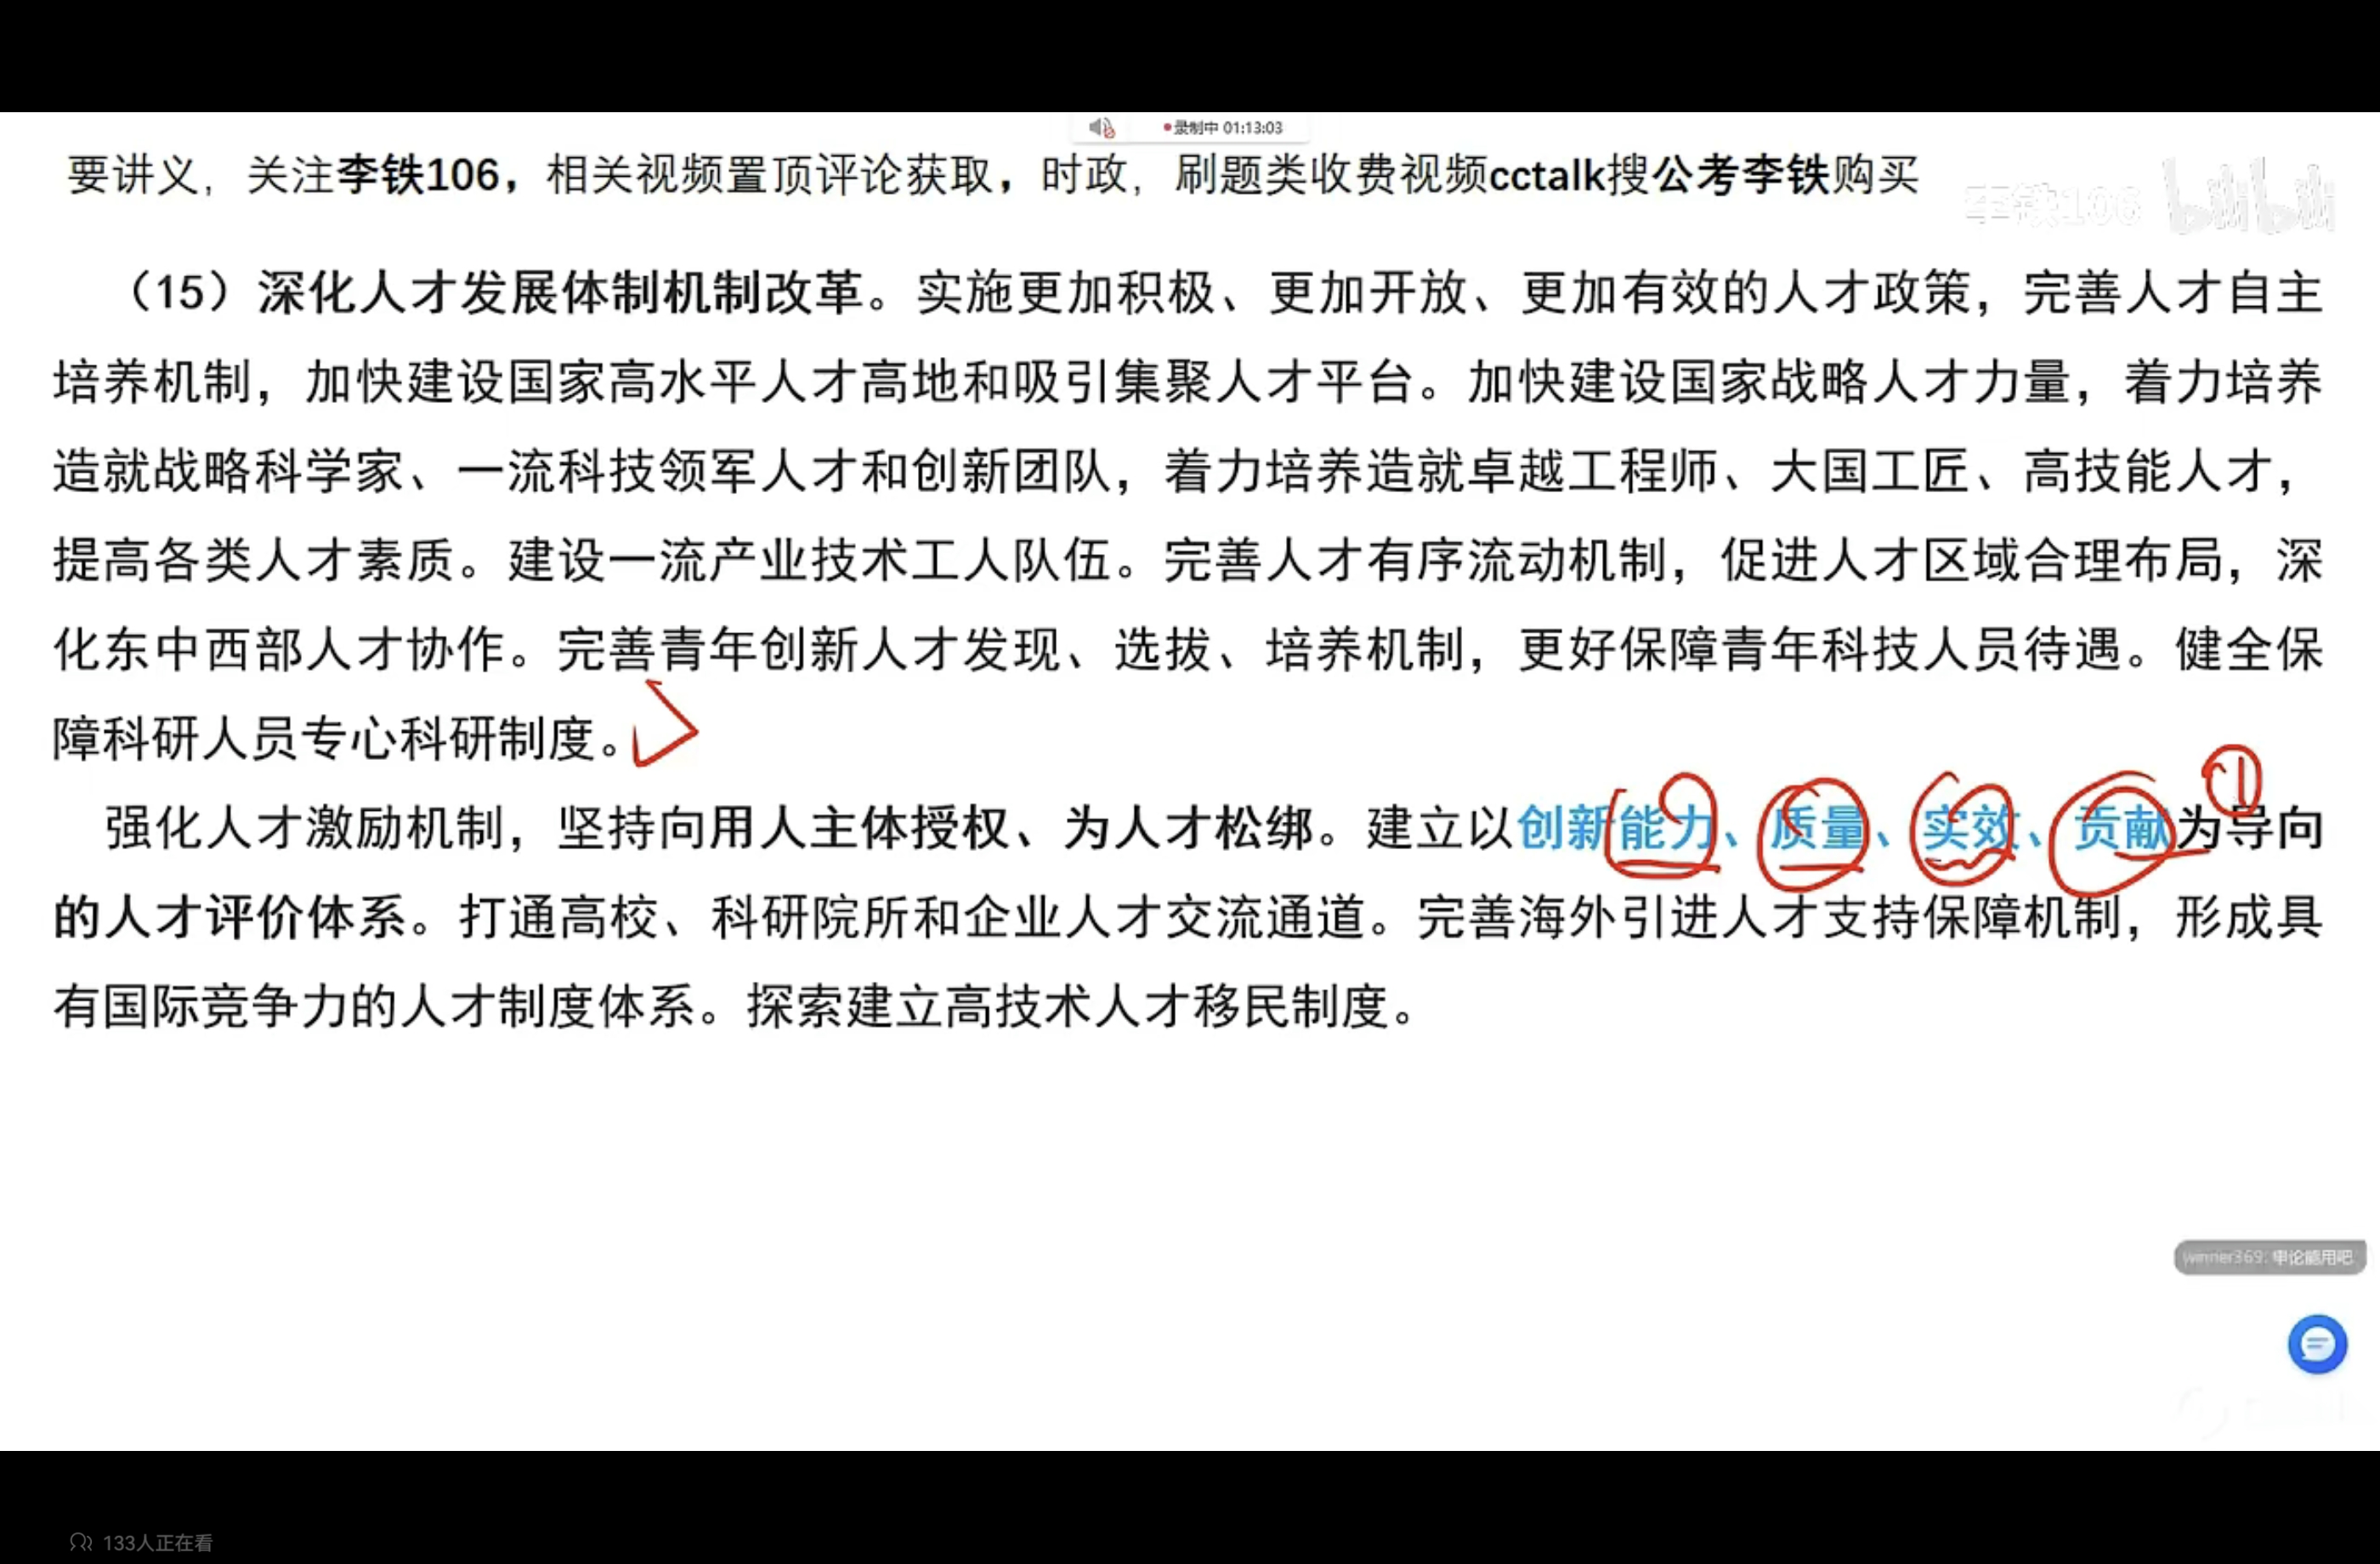 录制中 01:13:03
要讲义，关注李铁106，相关视频置顶评论获取，时政，刷题类收费视频cctalk搜公考李铁购买
李铁106 bilibili
（15）深化人才发展体制机制改革。实施更加积极、更加开放、更加有效的人才政策，完善人才自主
培养机制，加快建设国家高水平人才高地和吸引集聚人才平台。加快建设国家战略人才力量，着力培养
造就战略科学家、一流科技领军人才和创新团队，着力培养造就卓越工程师、大国工匠、高技能人才，
提高各类人才素质。建设一流产业技术工人队伍。完善人才有序流动机制，促进人才区域合理布局，深
化东中西部人才协作。完善青年创新人才发现、选拔、培养机制，更好保障青年科技人员待遇。健全保
障科研人员专心科研制度。
①
强化人才激励机制，坚持向用人主体授权、为人才松绑。建立以创新能力、质量、实效、贡献为导向
的人才评价体系。打通高校、科研院所和企业人才交流通道。完善海外引进人才支持保障机制，形成具
有国际竞争力的人才制度体系。探索建立高技术人才移民制度。
winner369: 申论能用吧
133人正在看